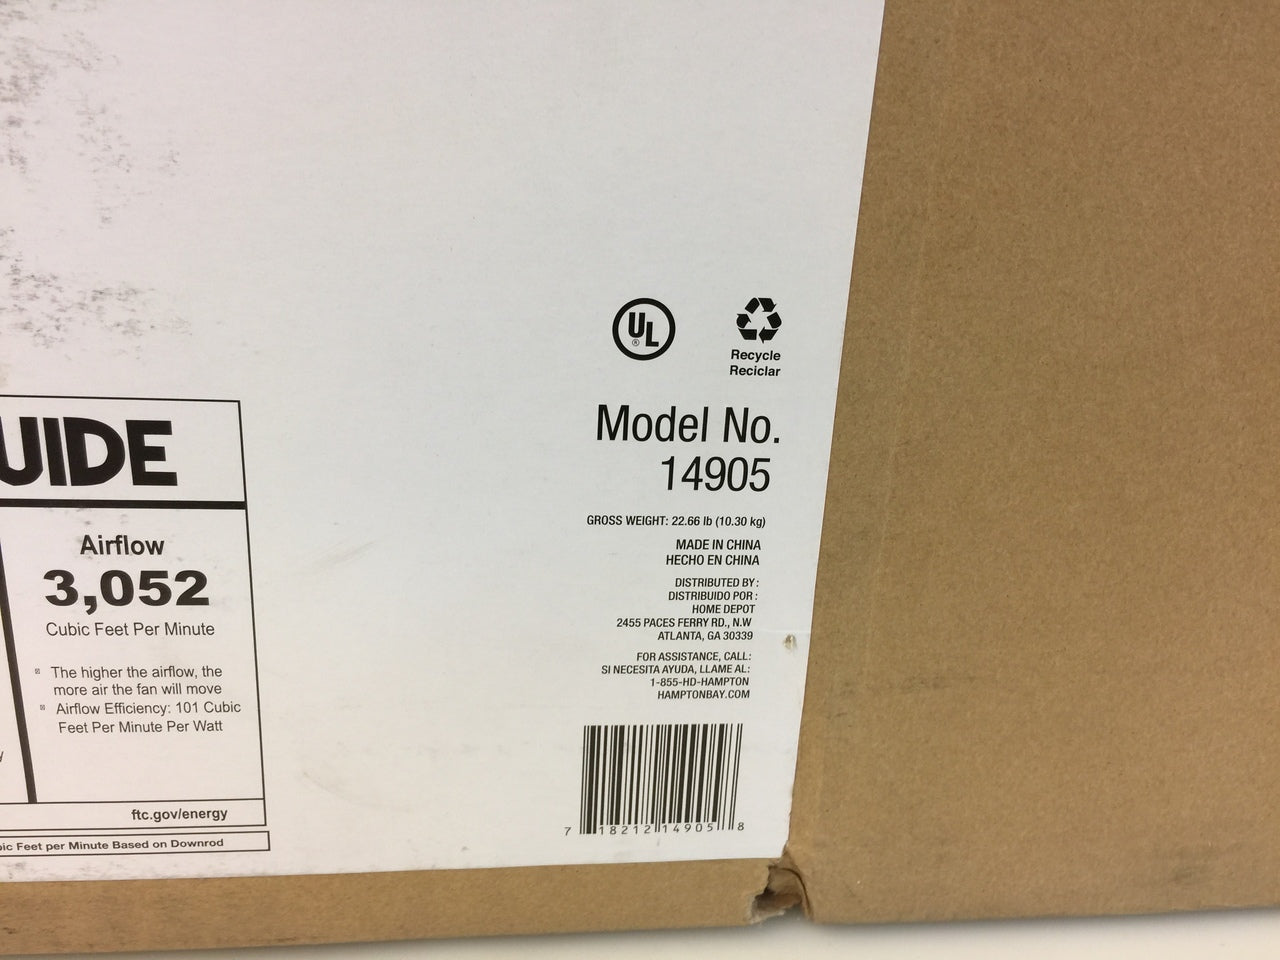 UL
®
Recycle
Reciclar
Model No.
14905
GROSS WEIGHT: 22.66 lb (10.30 kg)
MADE IN CHINA
HECHO EN CHINA
DISTRIBUTED BY :
DISTRIBUIDO POR :
HOME DEPOT
2455 PACES FERRY RD., N.W
ATLANTA, GA 30339
FOR ASSISTANCE, CALL:
SI NECESITA AYUDA, LLAME AL:
1-855-HD-HAMPTON
HAMPTONBAY.COM
7 18212 14905 8
UIDE
Airflow
3,052
Cubic Feet Per Minute
The higher the airflow, the
more air the fan will move
Airflow Efficiency: 101 Cubic
Feet Per Minute Per Watt
ftc.gov/energy
bic Feet per Minute Based on Downrod